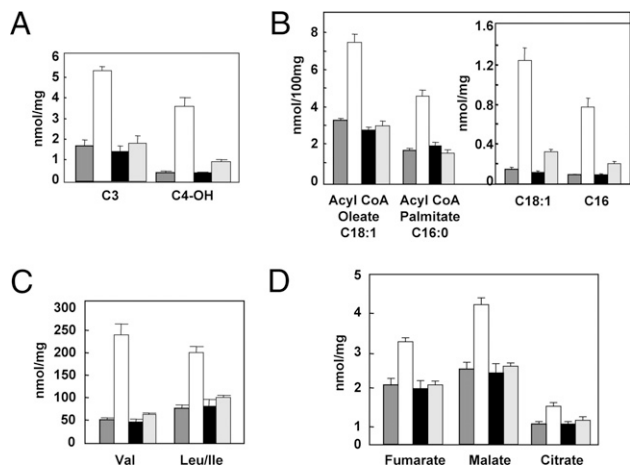 A
nmol/mg
6
5
4
3
2
1
0
C3 C4-OH
B
nmol/100mg
8
6
4
2
0
Acyl CoA Acyl CoA
Oleate Palmitate
C18:1 C16:0
nmol/mg
1.6
1.2
0.8
0.4
0
C18:1 C16
C
nmol/mg
300
250
200
150
100
50
0
Val Leu/Ile
D
nmol/mg
5
4
3
2
1
Fumarate Malate Citrate